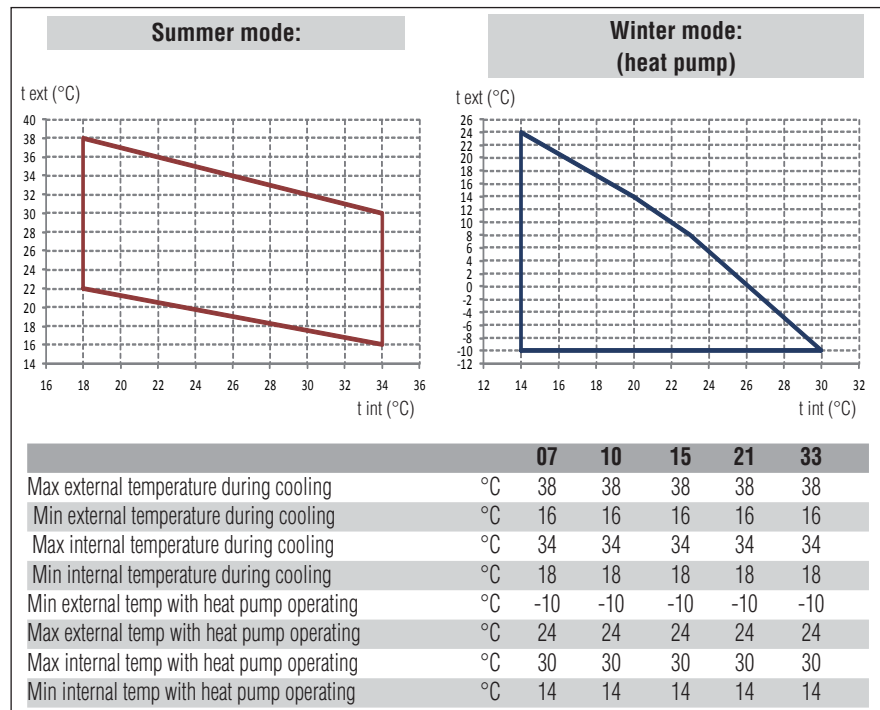 Summer mode:
t ext (°C)
40
38
36
34
32
30
28
26
24
22
20
18
16
14
16 18 20 22 24 26 28 30 32 34 36
t int (°C)
Winter mode:
(heat pump)
t ext (°C)
26
24
22
20
18
16
14
12
10
8
6
4
2
0
-2
-4
-6
-8
-10
-12
12 14 16 18 20 22 24 26 28 30 32
t int (°C)
07 10 15 21 33
Max external temperature during cooling °C 38 38 38 38 38
Min external temperature during cooling °C 16 16 16 16 16
Max internal temperature during cooling °C 34 34 34 34 34
Min internal temperature during cooling °C 18 18 18 18 18
Min external temp with heat pump operating °C -10 -10 -10 -10 -10
Max external temp with heat pump operating °C 24 24 24 24 24
Max internal temp with heat pump operating °C 30 30 30 30 30
Min internal temp with heat pump operating °C 14 14 14 14 14